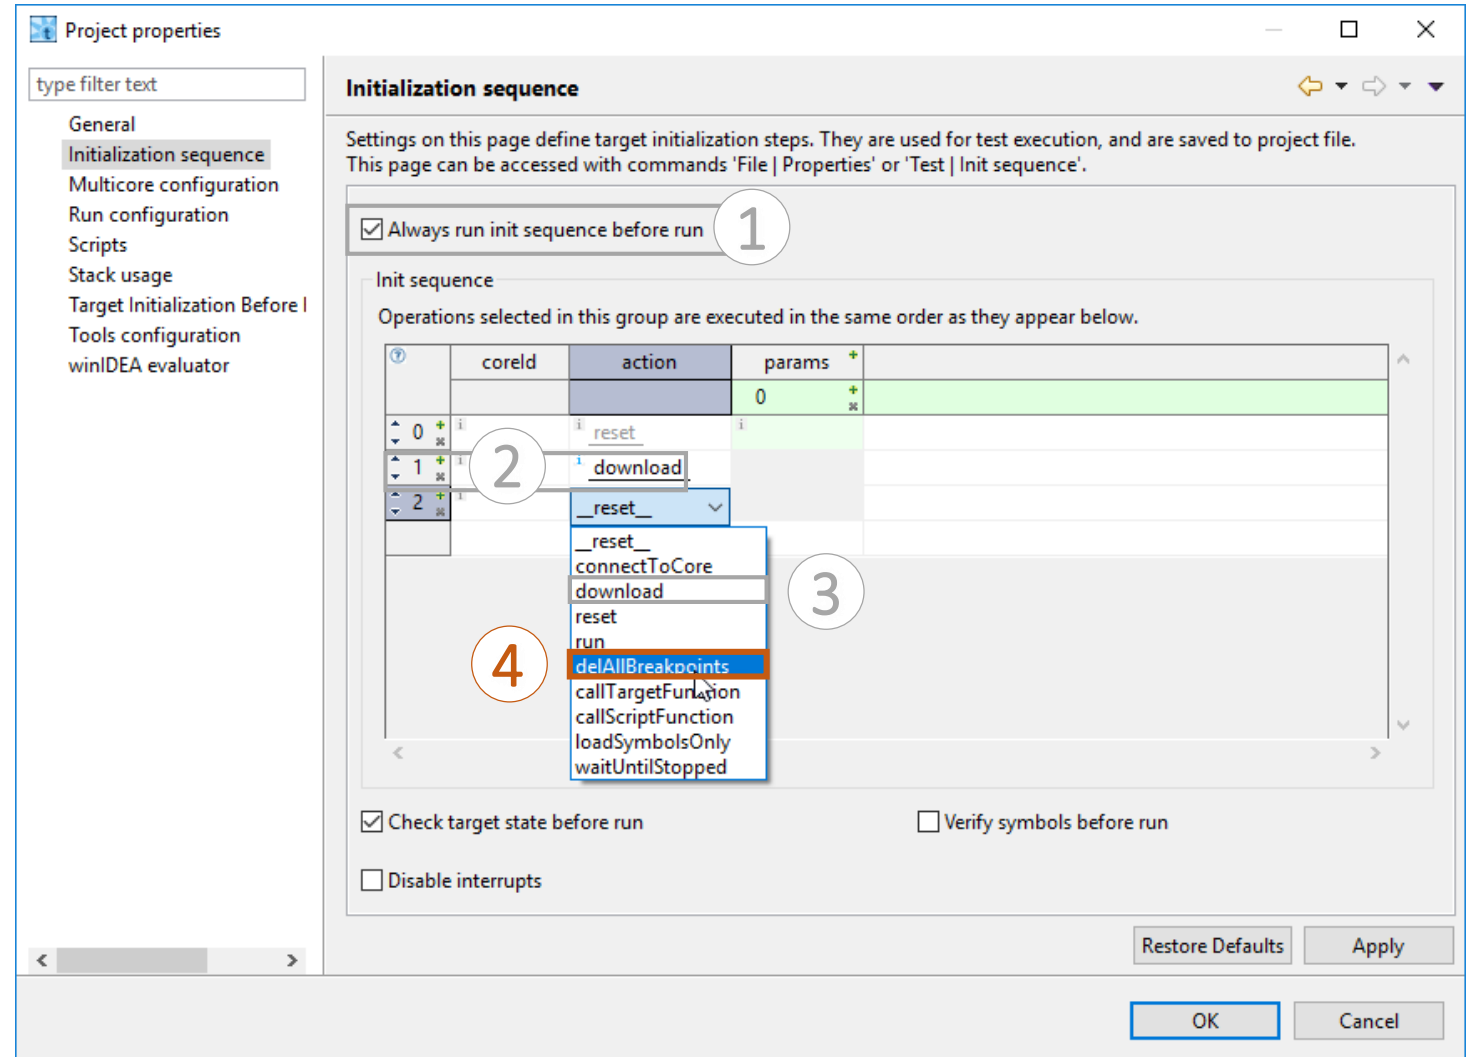 Project properties
type filter text
General
Initialization sequence
Multicore configuration
Run configuration
Scripts
Stack usage
Target Initialization Before
Tools configuration
winIDEA evaluator
Initialization sequence
Settings on this page define target initialization steps. They are used for test execution, and are saved to project file.
This page can be accessed with commands 'File | Properties' or 'Test | Init sequence'.
Always run init sequence before run
1
Init sequence
Operations selected in this group are executed in the same order as they appear below.
coreId action params
0
0 reset
1 download
2
2 __reset__
__reset__
connectToCore
download
3
reset
run
4
delAllBreakpoints
callTargetFunction
callScriptFunction
loadSymbolsOnly
waitUntilStopped
Check target state before run
Verify symbols before run
Disable interrupts
Restore Defaults
Apply
OK
Cancel